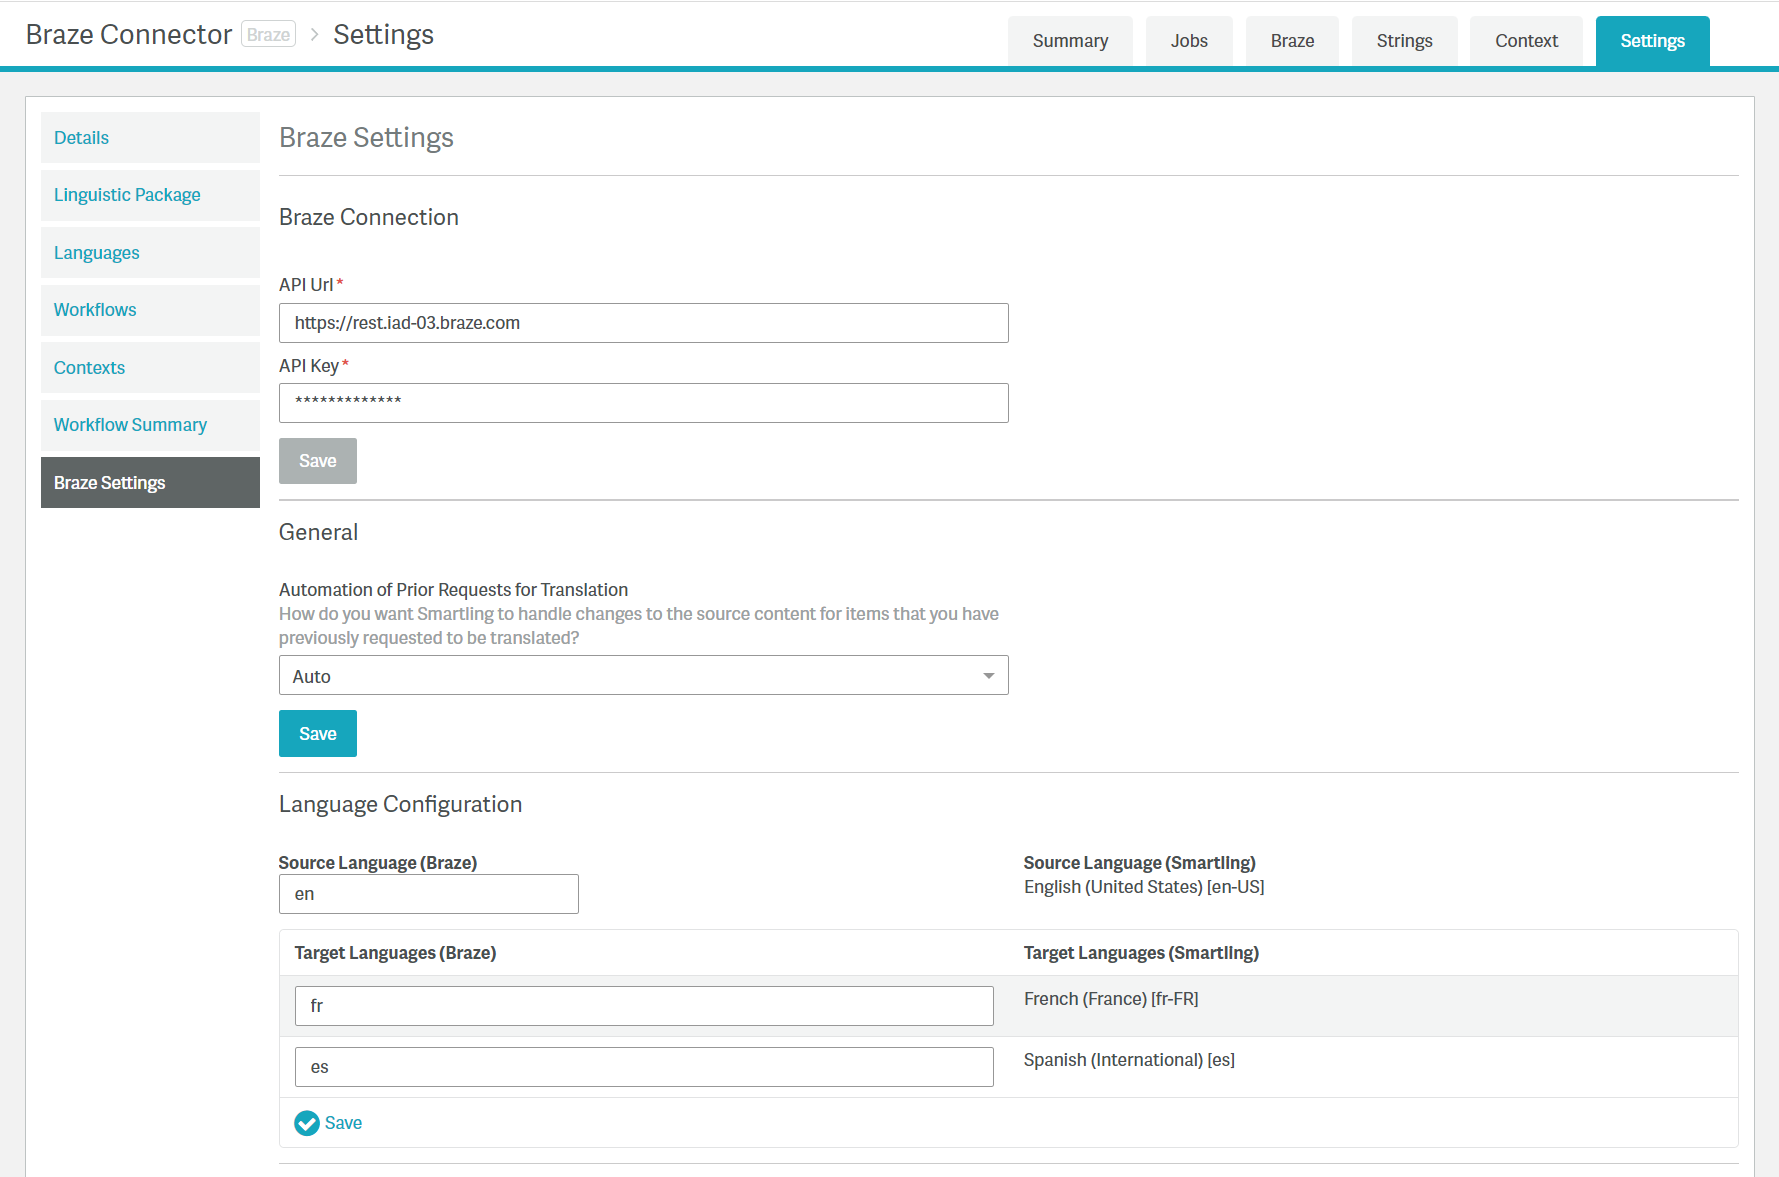 Braze Connector Braze > Settings
Summary Jobs Braze Strings Context Settings
Details
Linguistic Package
Languages
Workflows
Contexts
Workflow Summary
Braze Settings
Braze Settings
Braze Connection
API Url*
https://rest.iad-03.braze.com
API Key*
*************
Save
General
Automation of Prior Requests for Translation
How do you want Smartling to handle changes to the source content for items that you have
previously requested to be translated?
Auto
Save
Language Configuration
Source Language (Braze) Source Language (Smartling)
en English (United States) [en-US]
Target Languages (Braze) Target Languages (Smartling)
fr French (France) [fr-FR]
es Spanish (International) [es]
Save